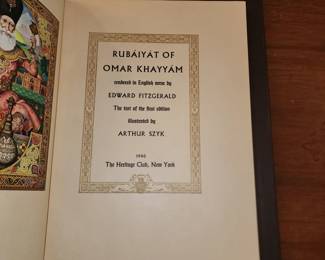 RUBÁIYÁT OF
OMAR KHAYYÁM
rendered in English verse by
EDWARD FITZGERALD
The text of the first edition
illustrated by
ARTHUR SZYK
1940
The Heritage Club, New York